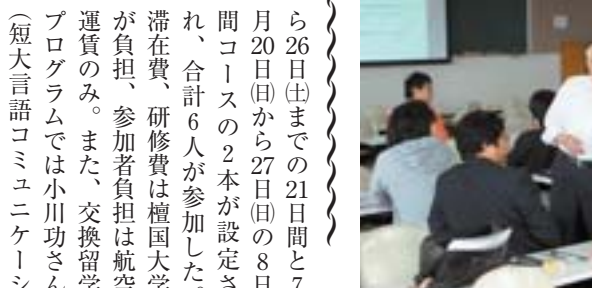 ら26日㈯までの21日間と7
月20日㈰から27日㈰の8日
間コースの2本が設定さ
れ、合計6人が参加した。
滞在費、研修費は檀国大学
が負担、参加者負担は航空
運賃のみ。また、交換留学
プログラムでは小川功さん
（短大言語コミュニケーシ